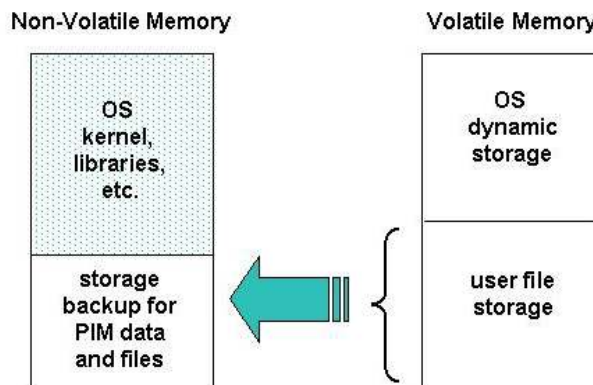 Non-Volatile Memory
OS
kernel,
libraries,
etc.
storage
backup for
PIM data
and files
Volatile Memory
OS
dynamic
storage
user file
storage